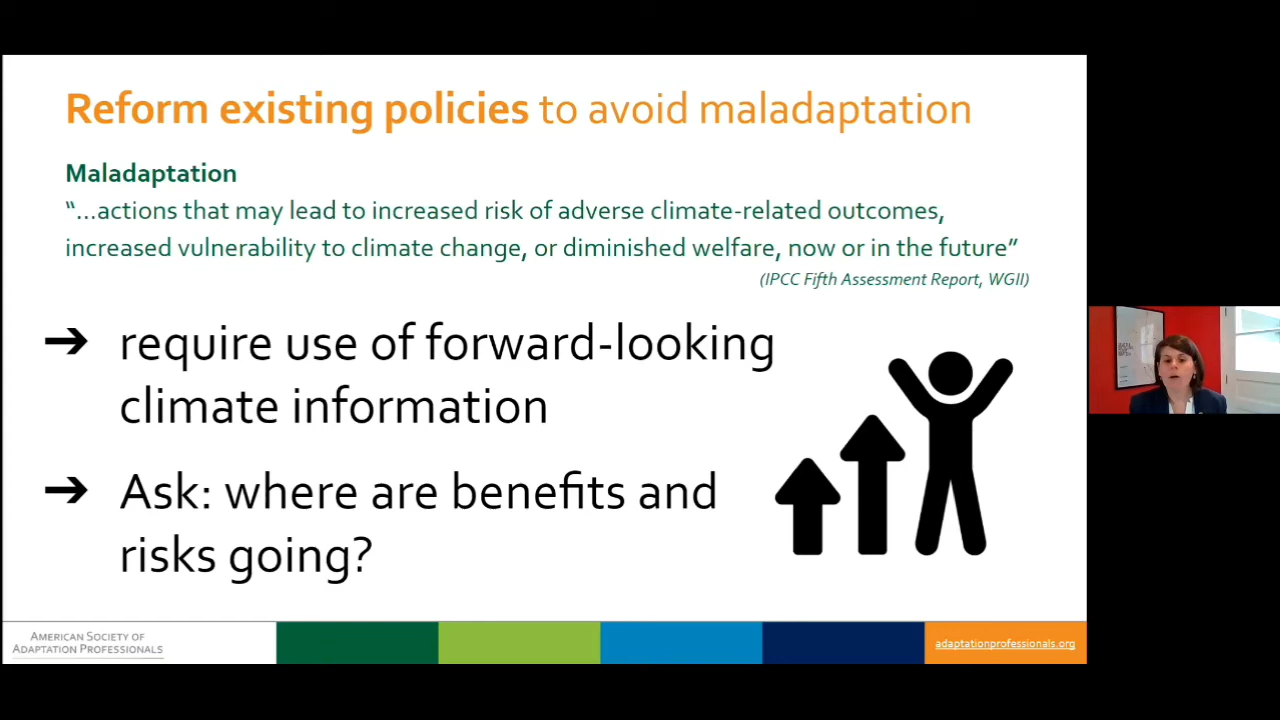 Reform existing policies to avoid maladaptation
Maladaptation
“...actions that may lead to increased risk of adverse climate-related outcomes,
increased vulnerability to climate change, or diminished welfare, now or in the future”
(IPCC Fifth Assessment Report, WGII)
➔ require use of forward-looking
climate information
➔ Ask: where are benefits and
risks going?
AMERICAN SOCIETY OF
ADAPTATION PROFESSIONALS
adaptationprofessionals.org